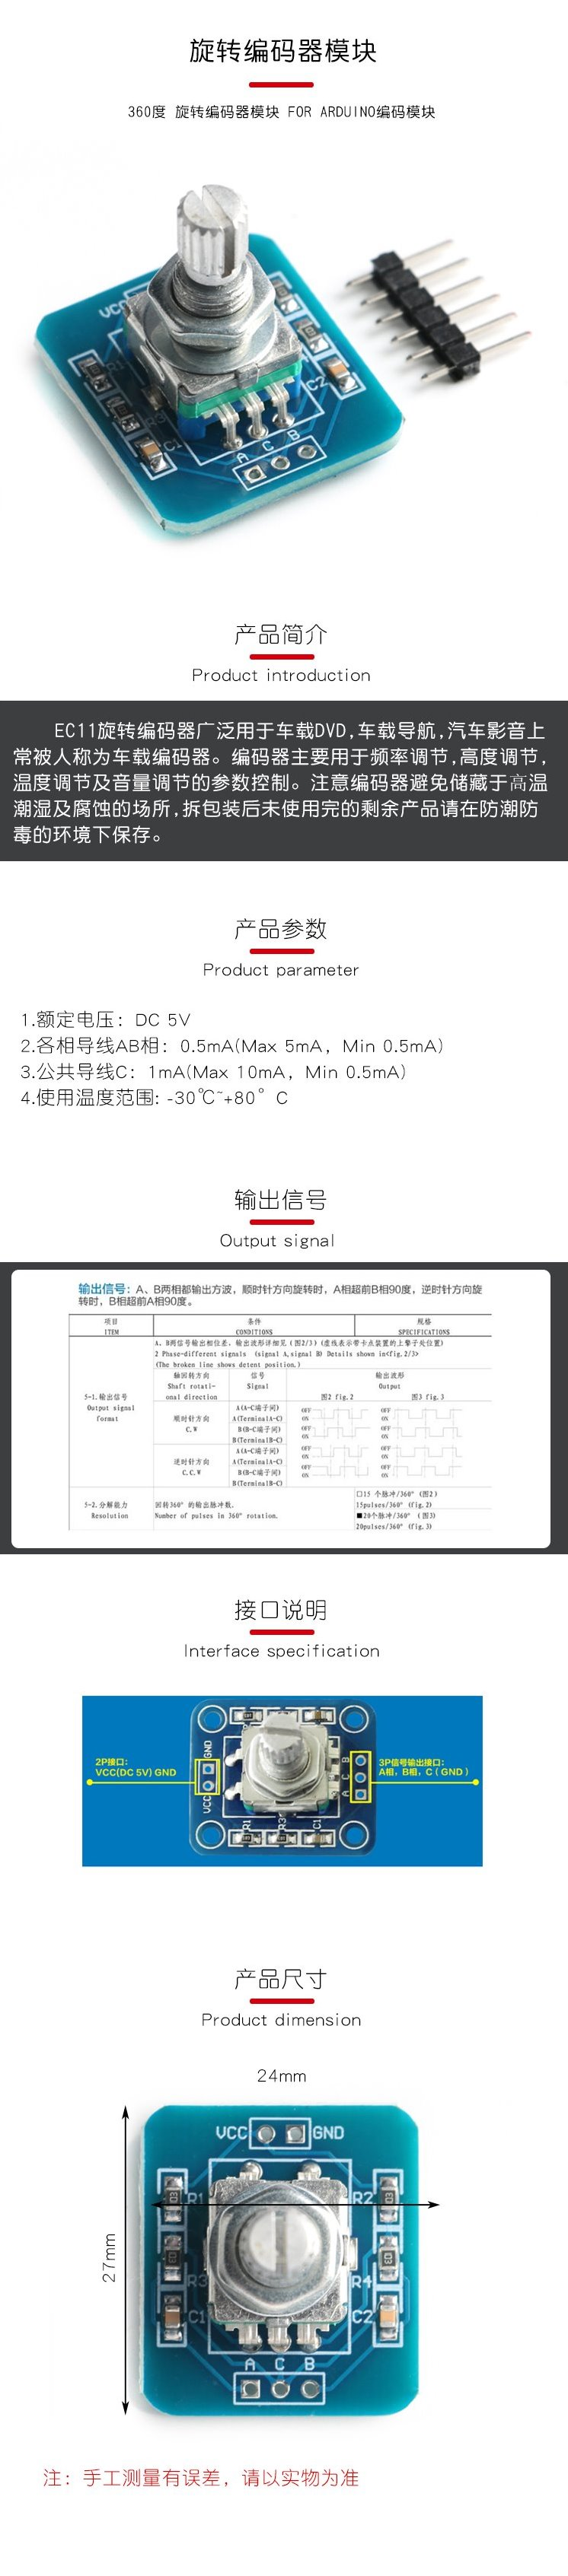 旋转编码器模块
360度 旋转编码器模块 FOR ARDUINO编码模块
VCC
R1
C1
C2
A C B
产品简介
Product introduction
EC11旋转编码器广泛用于车载DVD,车载导航,汽车影音上
常被人称为车载编码器。编码器主要用于频率调节,高度调节,
温度调节及音量调节的参数控制。注意编码器避免储藏于高温
潮湿及腐蚀的场所,拆包装后未使用完的剩余产品请在防潮防
毒的环境下保存。
产品参数
Product parameter
1.额定电压：DC 5V
2.各相导线AB相：0.5mA(Max 5mA，Min 0.5mA)
3.公共导线C：1mA(Max 10mA，Min 0.5mA)
4.使用温度范围: -30℃~+80°C
输出信号
Output signal
输出信号：A、B两相都输出方波，顺时针方向旋转时，A相超前B相90度，逆时针方向旋
转时，B相超前A相90度。
项目 条件 规格
ITEM CONDITIONS SPECIFICATIONS
A、B两信号输出相位差，输出波形详细见（图2/3）(虚线表示带卡点装置的上擎子处位置)
2 Phase-different signals (signal A,signal B) Details shown in<fig.2/3>
(The broken line shows detent position.)
轴回转方向 信号 输出波形
Shaft rotati- Signal Output
onal direction 图2 fig.2 图3 fig.3
5-1.输出信号
Output signal
format
顺时针方向
C.W
A(A-C端子间)
A(TerminalA-C)
B(B-C端子间)
B(TerminalB-C)
OFF
ON
OFF
ON
OFF
ON
OFF
ON
逆时针方向
C.C.W
A(A-C端子间)
A(TerminalA-C)
B(B-C端子间)
B(TerminalB-C)
OFF
ON
OFF
ON
OFF
ON
OFF
ON
5-2.分解能力
Resolution
回转360° 的输出脉冲数.
Number of pulses in 360° rotation.
□15 个脉冲/360° (图2)
15pulses/360° (fig.2)
■20个脉冲/360° (图3)
20pulses/360° (fig.3)
接口说明
Interface specification
2P接口：
VCC(DC 5V) GND
GND
VCC
R1
R3
C1
A C B
3P信号输出接口：
A相，B相，C（GND）
产品尺寸
Product dimension
24mm
27mm
VCC GND
R1 R2
R3 R4
C1 C2
A C B
注：手工测量有误差，请以实物为准